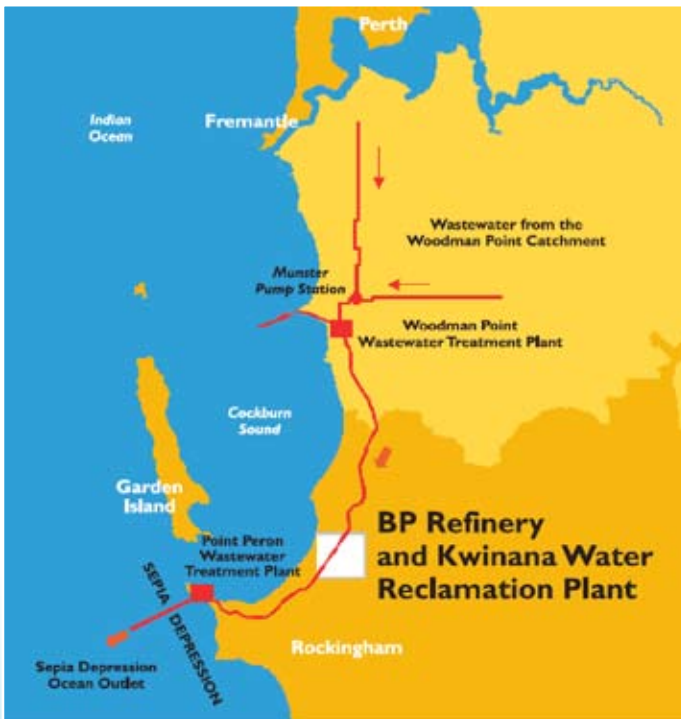 Perth
Indian
Ocean
Fremantle
Wastewater from the
Woodman Point Catchment
Munster
Pump Station
Woodman Point
Wastewater Treatment Plant
Cockburn
Sound
Garden
Island
BP Refinery
and Kwinana Water
Reclamation Plant
Point Peron
Wastewater
Treatment Plant
SEPIA DEPRESSION
Rockingham
Sepia Depression
Ocean Outlet